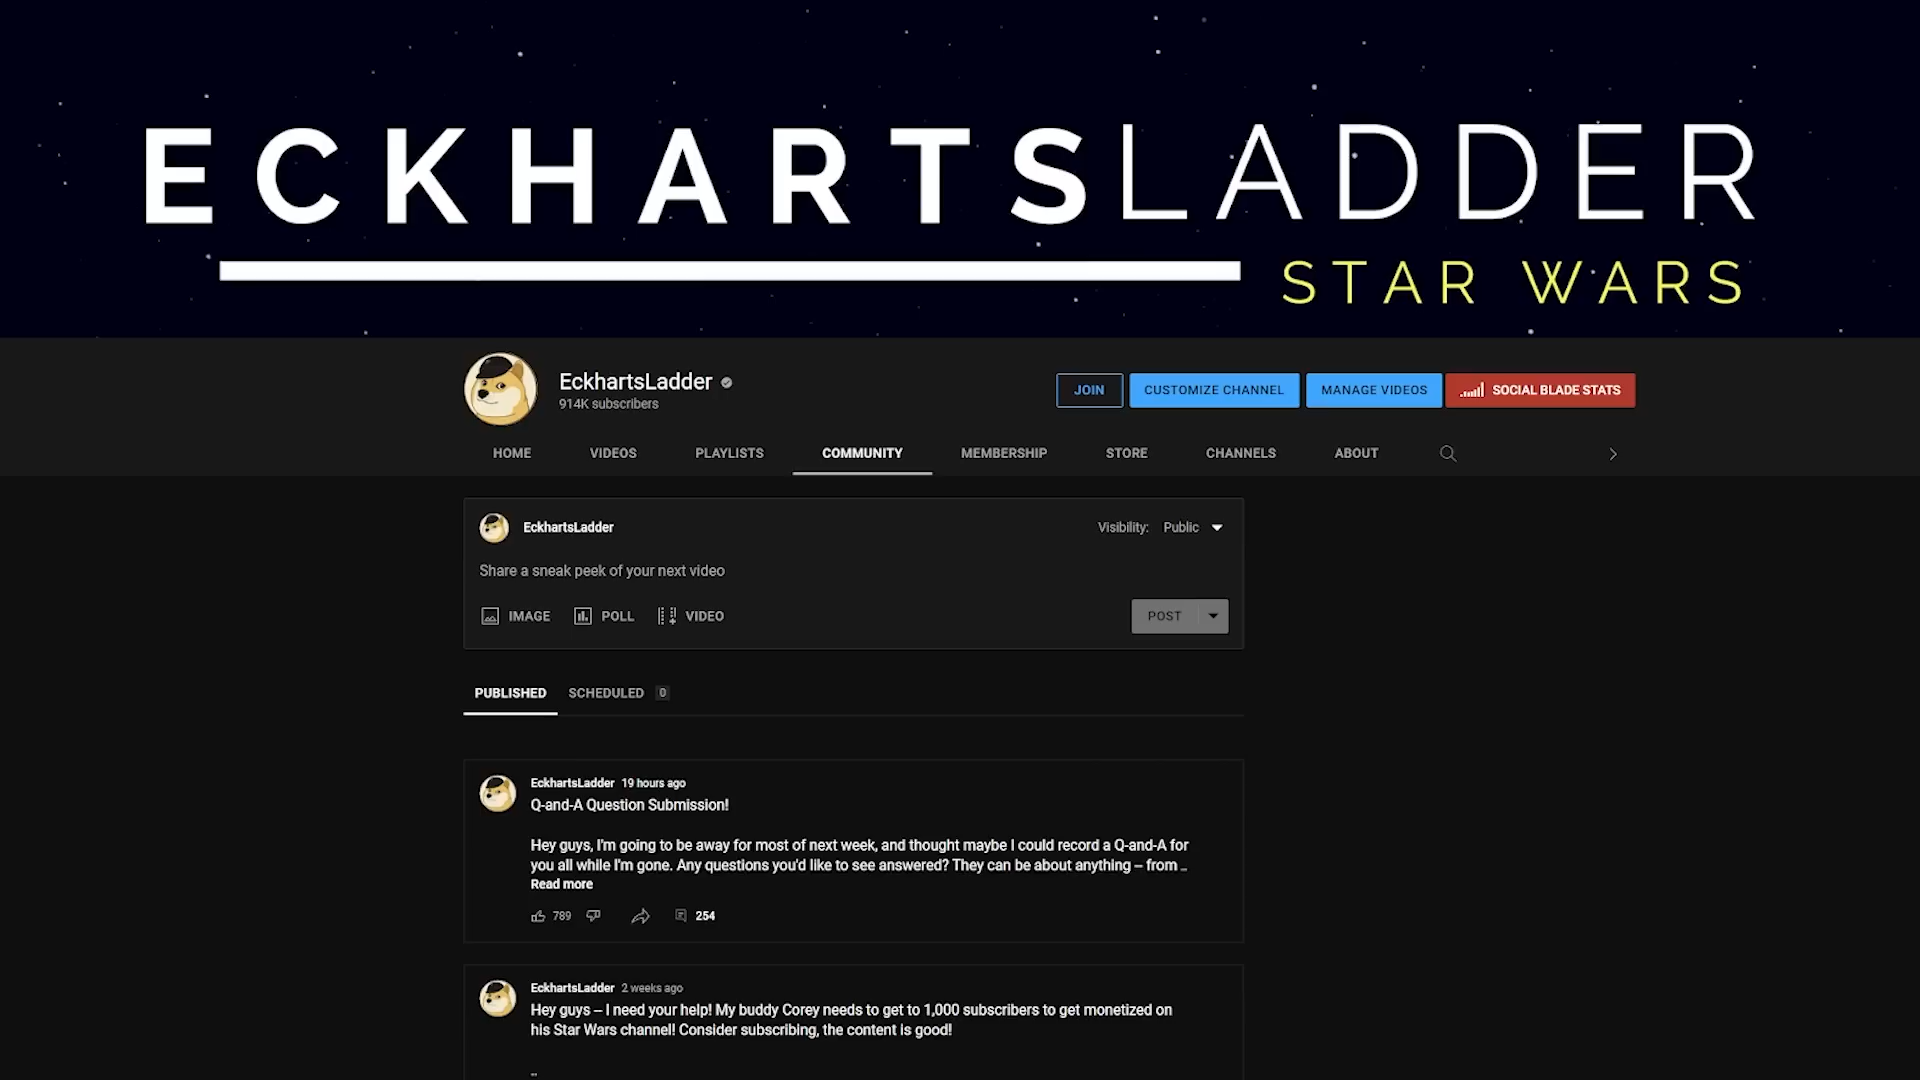 ECKHARTSLADDER
STAR WARS
EckhartsLadder
914K subscribers
JOIN
CUSTOMIZE CHANNEL
MANAGE VIDEOS
SOCIAL BLADE STATS
HOME
VIDEOS
PLAYLISTS
COMMUNITY
MEMBERSHIP
STORE
CHANNELS
ABOUT
EckhartsLadder
Visibility: Public
Share a sneak peek of your next video
IMAGE
POLL
VIDEO
POST
PUBLISHED
SCHEDULED 0
EckhartsLadder 19 hours ago
Q-and-A Question Submission!
Hey guys, I'm going to be away for most of next week, and thought maybe I could record a Q-and-A for
you all while I'm gone. Any questions you'd like to see answered? They can be about anything – from ...
Read more
789
254
EckhartsLadder 2 weeks ago
Hey guys – I need your help! My buddy Corey needs to get to 1,000 subscribers to get monetized on
his Star Wars channel! Consider subscribing, the content is good!
...